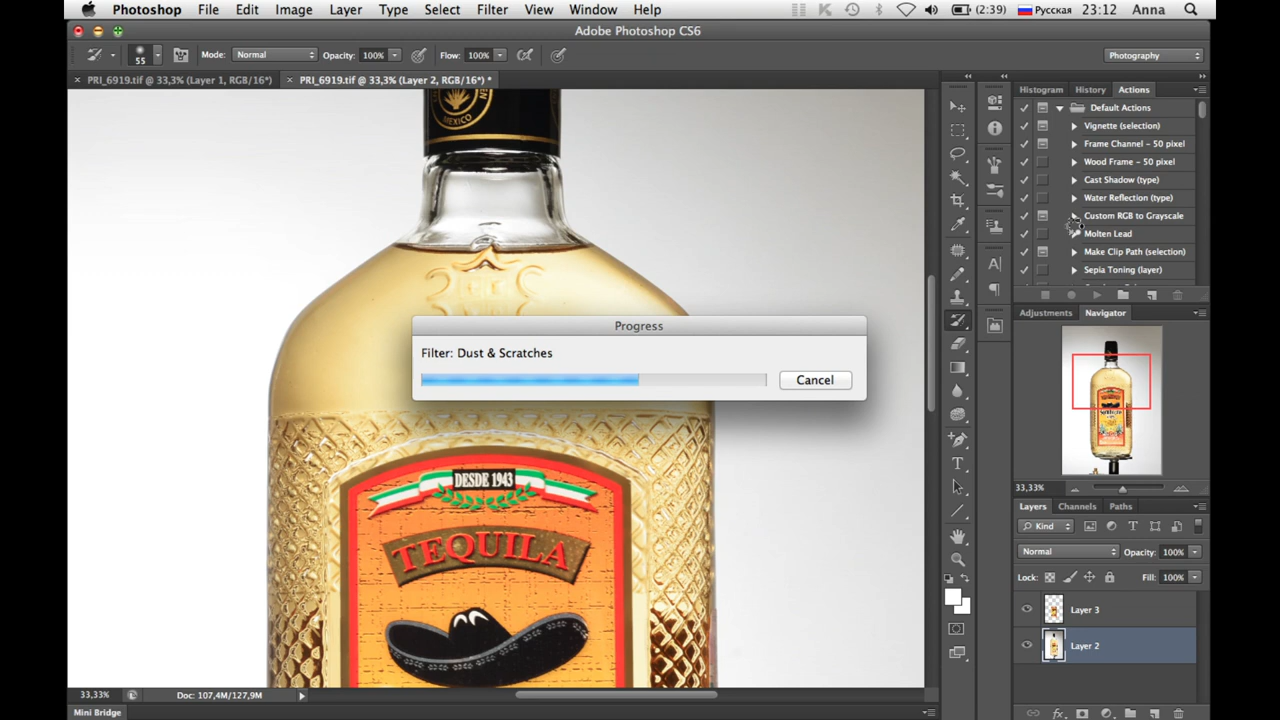 Photoshop File Edit Image Layer Type Select Filter View Window Help (2:39) Русская 23:12 Anna
Adobe Photoshop CS6
55 Mode: Normal Opacity: 100% Flow: 100% Photography
PRI_6919.tif @ 33,3% (Layer 1, RGB/16*) PRI_6919.tif @ 33,3% (Layer 2, RGB/16*) *
Histogram History Actions
Default Actions
Vignette (selection)
Frame Channel - 50 pixel
Wood Frame - 50 pixel
Cast Shadow (type)
Water Reflection (type)
Custom RGB to Grayscale
Molten Lead
Make Clip Path (selection)
Sepia Toning (layer)
MEXICO
Progress
Filter: Dust & Scratches
Cancel
DESDE 1943
TEQUILA
Adjustments Navigator
33,33%
Layers Channels Paths
Kind
Normal Opacity: 100%
Lock: Fill: 100%
Layer 3
Layer 2
33,33% Doc: 107,4M/127,9M
Mini Bridge